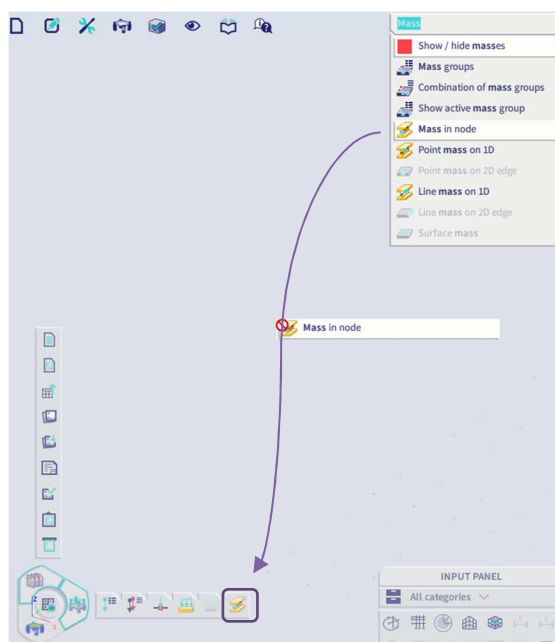 Mass
Show / hide masses
Mass groups
Combination of mass groups
Show active mass group
Mass in node
Point mass on 1D
Point mass on 2D edge
Line mass on 1D
Line mass on 2D edge
Surface mass
Mass in node
INPUT PANEL
All categories